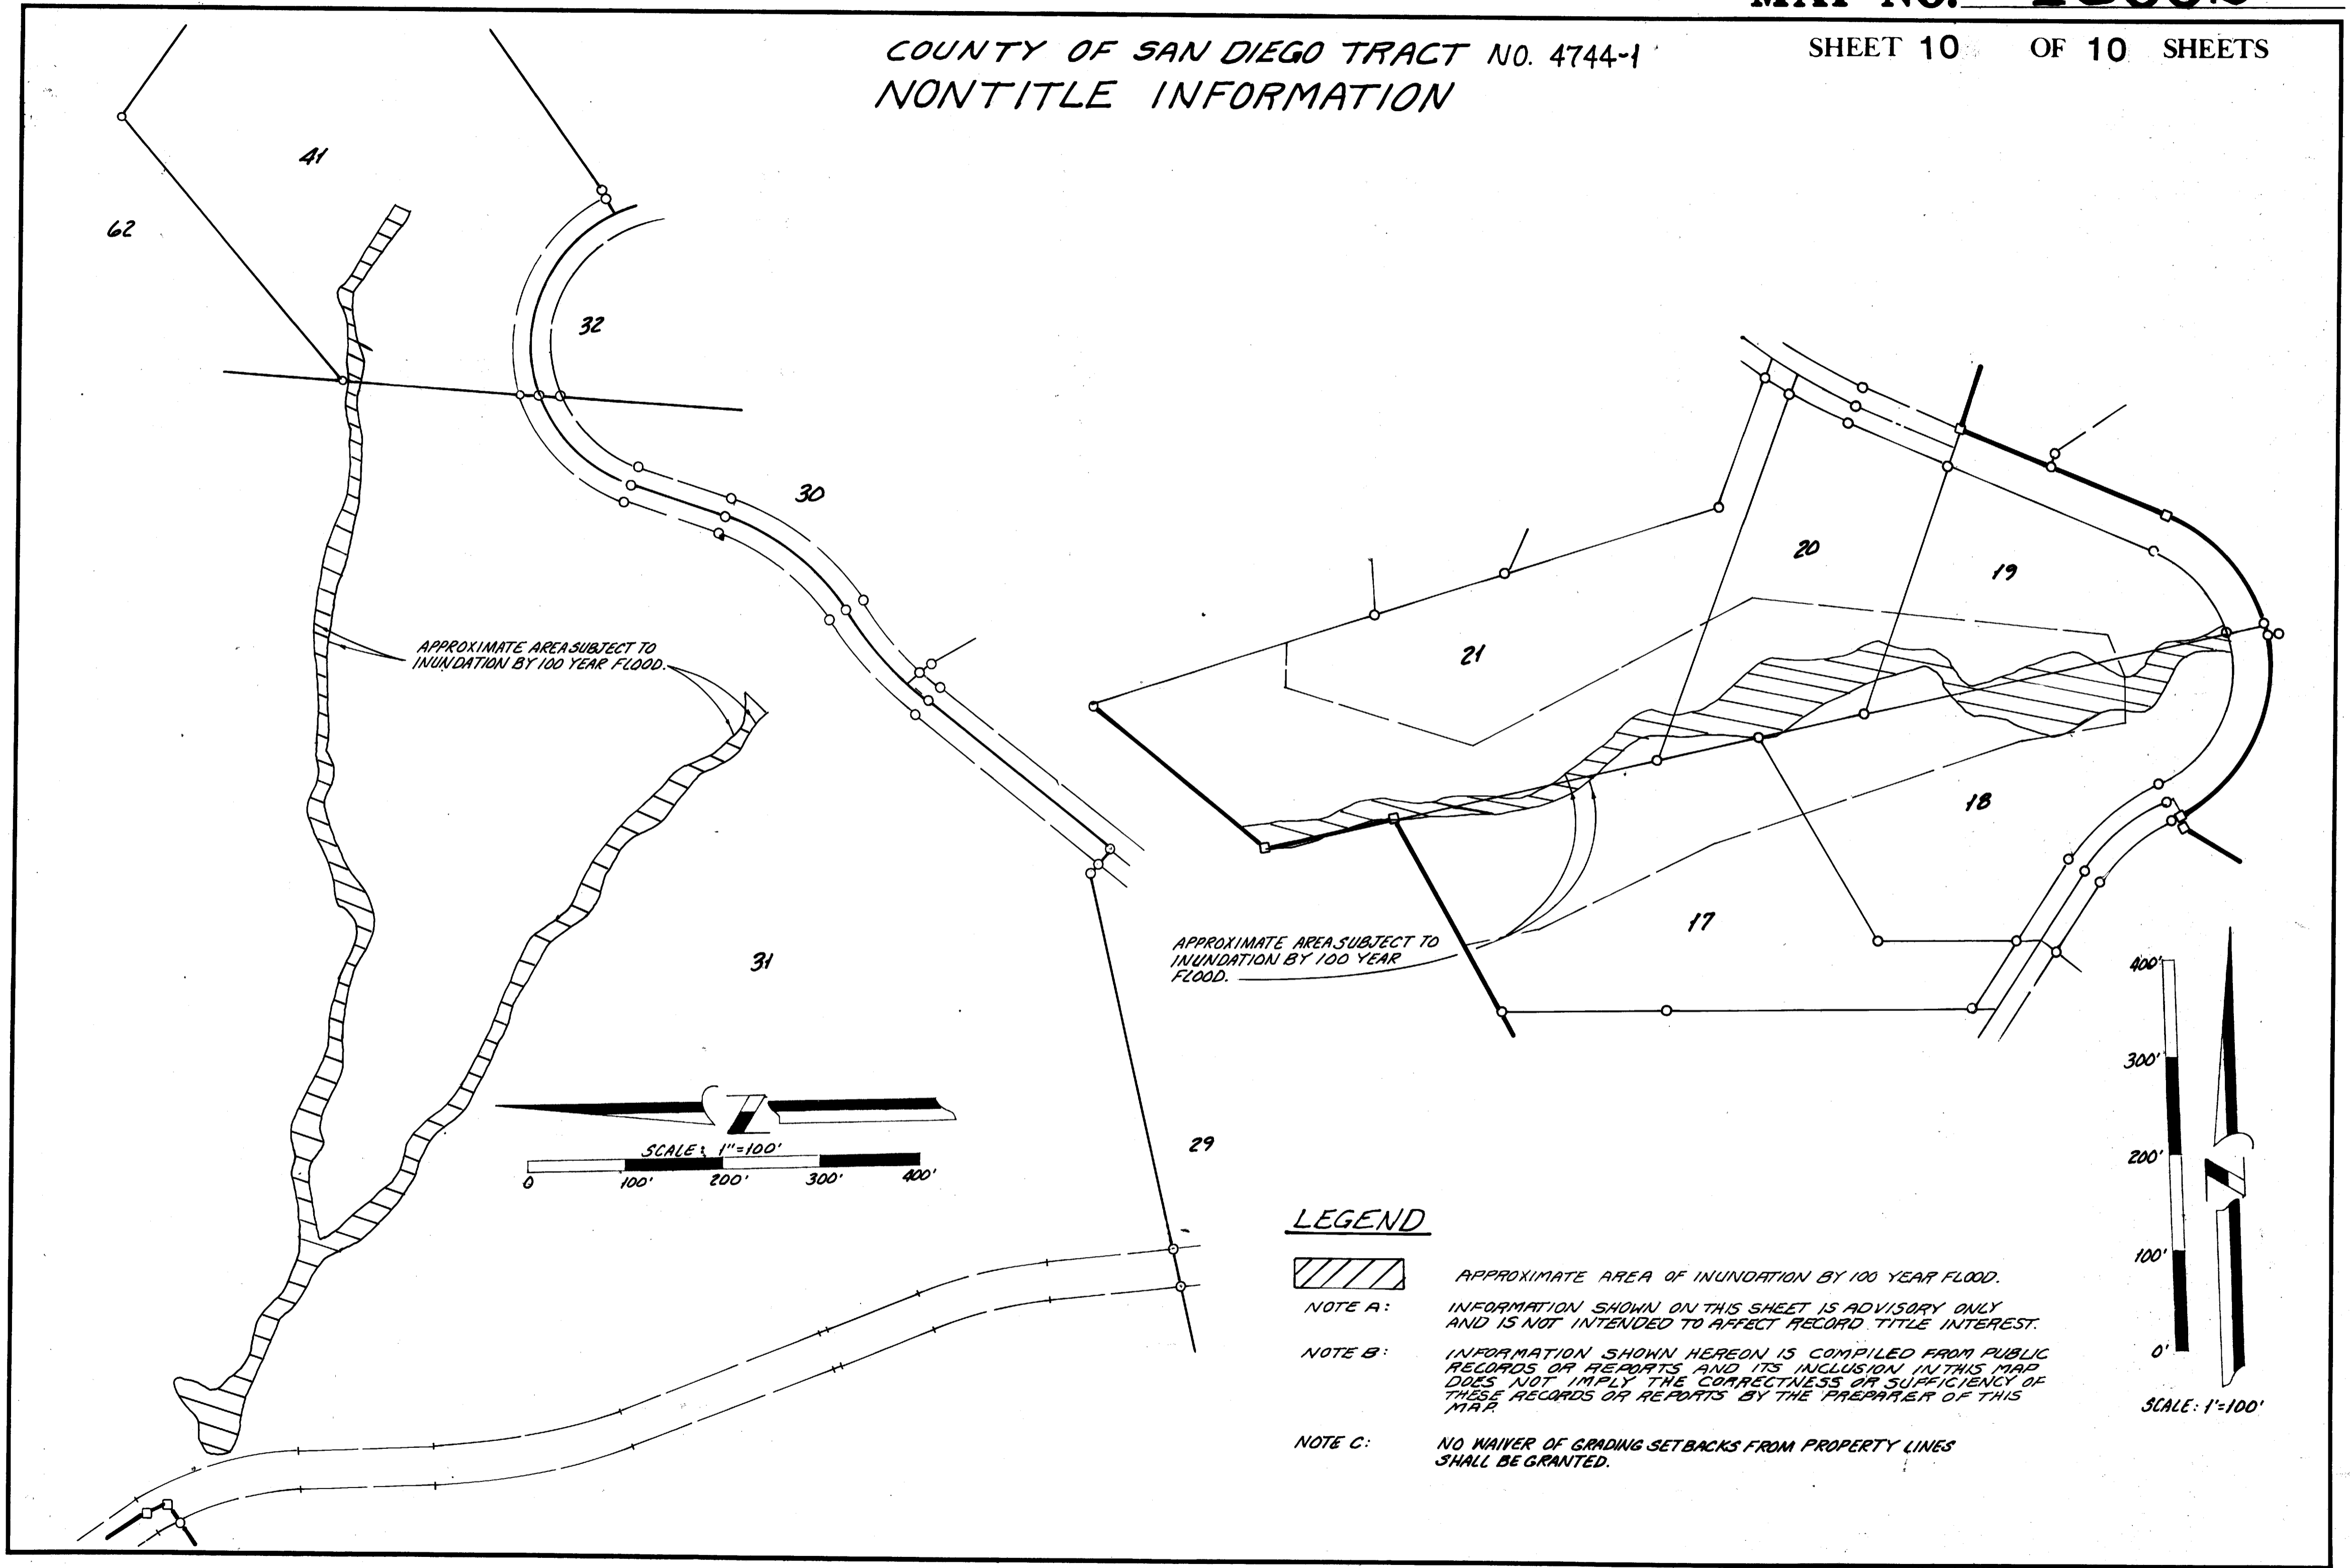 MAP NO.
SHEET 10 OF 10 SHEETS
COUNTY OF SAN DIEGO TRACT NO. 4744-1
NONTITLE INFORMATION
41
62
32
30
20
19
21
APPROXIMATE AREA SUBJECT TO
INUNDATION BY 100 YEAR FLOOD.
18
17
APPROXIMATE AREA SUBJECT TO
INUNDATION BY 100 YEAR
FLOOD.
31
29
SCALE: 1"=100'
0 100' 200' 300' 400'
400'
300'
200'
100'
0'
SCALE: 1"=100'
LEGEND
APPROXIMATE AREA OF INUNDATION BY 100 YEAR FLOOD.
NOTE A: INFORMATION SHOWN ON THIS SHEET IS ADVISORY ONLY
AND IS NOT INTENDED TO AFFECT RECORD TITLE INTEREST.
NOTE B: INFORMATION SHOWN HEREON IS COMPILED FROM PUBLIC
RECORDS OR REPORTS AND ITS INCLUSION IN THIS MAP
DOES NOT IMPLY THE CORRECTNESS OR SUFFICIENCY OF
THESE RECORDS OR REPORTS BY THE PREPARER OF THIS
MAP.
NOTE C: NO WAIVER OF GRADING SETBACKS FROM PROPERTY LINES
SHALL BE GRANTED.